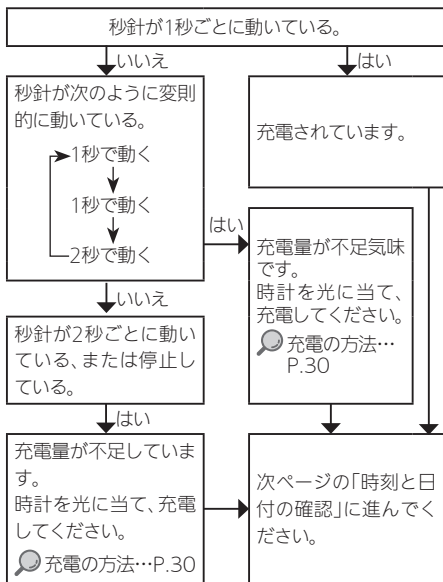 秒針が1秒ごとに動いている。
いいえ
はい
秒針が次のように変則
的に動いている。
1秒で動く
1秒で動く
2秒で動く
充電されています。
はい
充電量が不足気味
です。
時計を光に当て、
充電してください。
充電の方法…
P.30
いいえ
秒針が2秒ごとに動い
ている、または停止し
ている。
はい
充電量が不足していま
す。
時計を光に当て、充電
してください。
充電の方法…P.30
次ページの「時刻と日
付の確認」に進んでく
ださい。